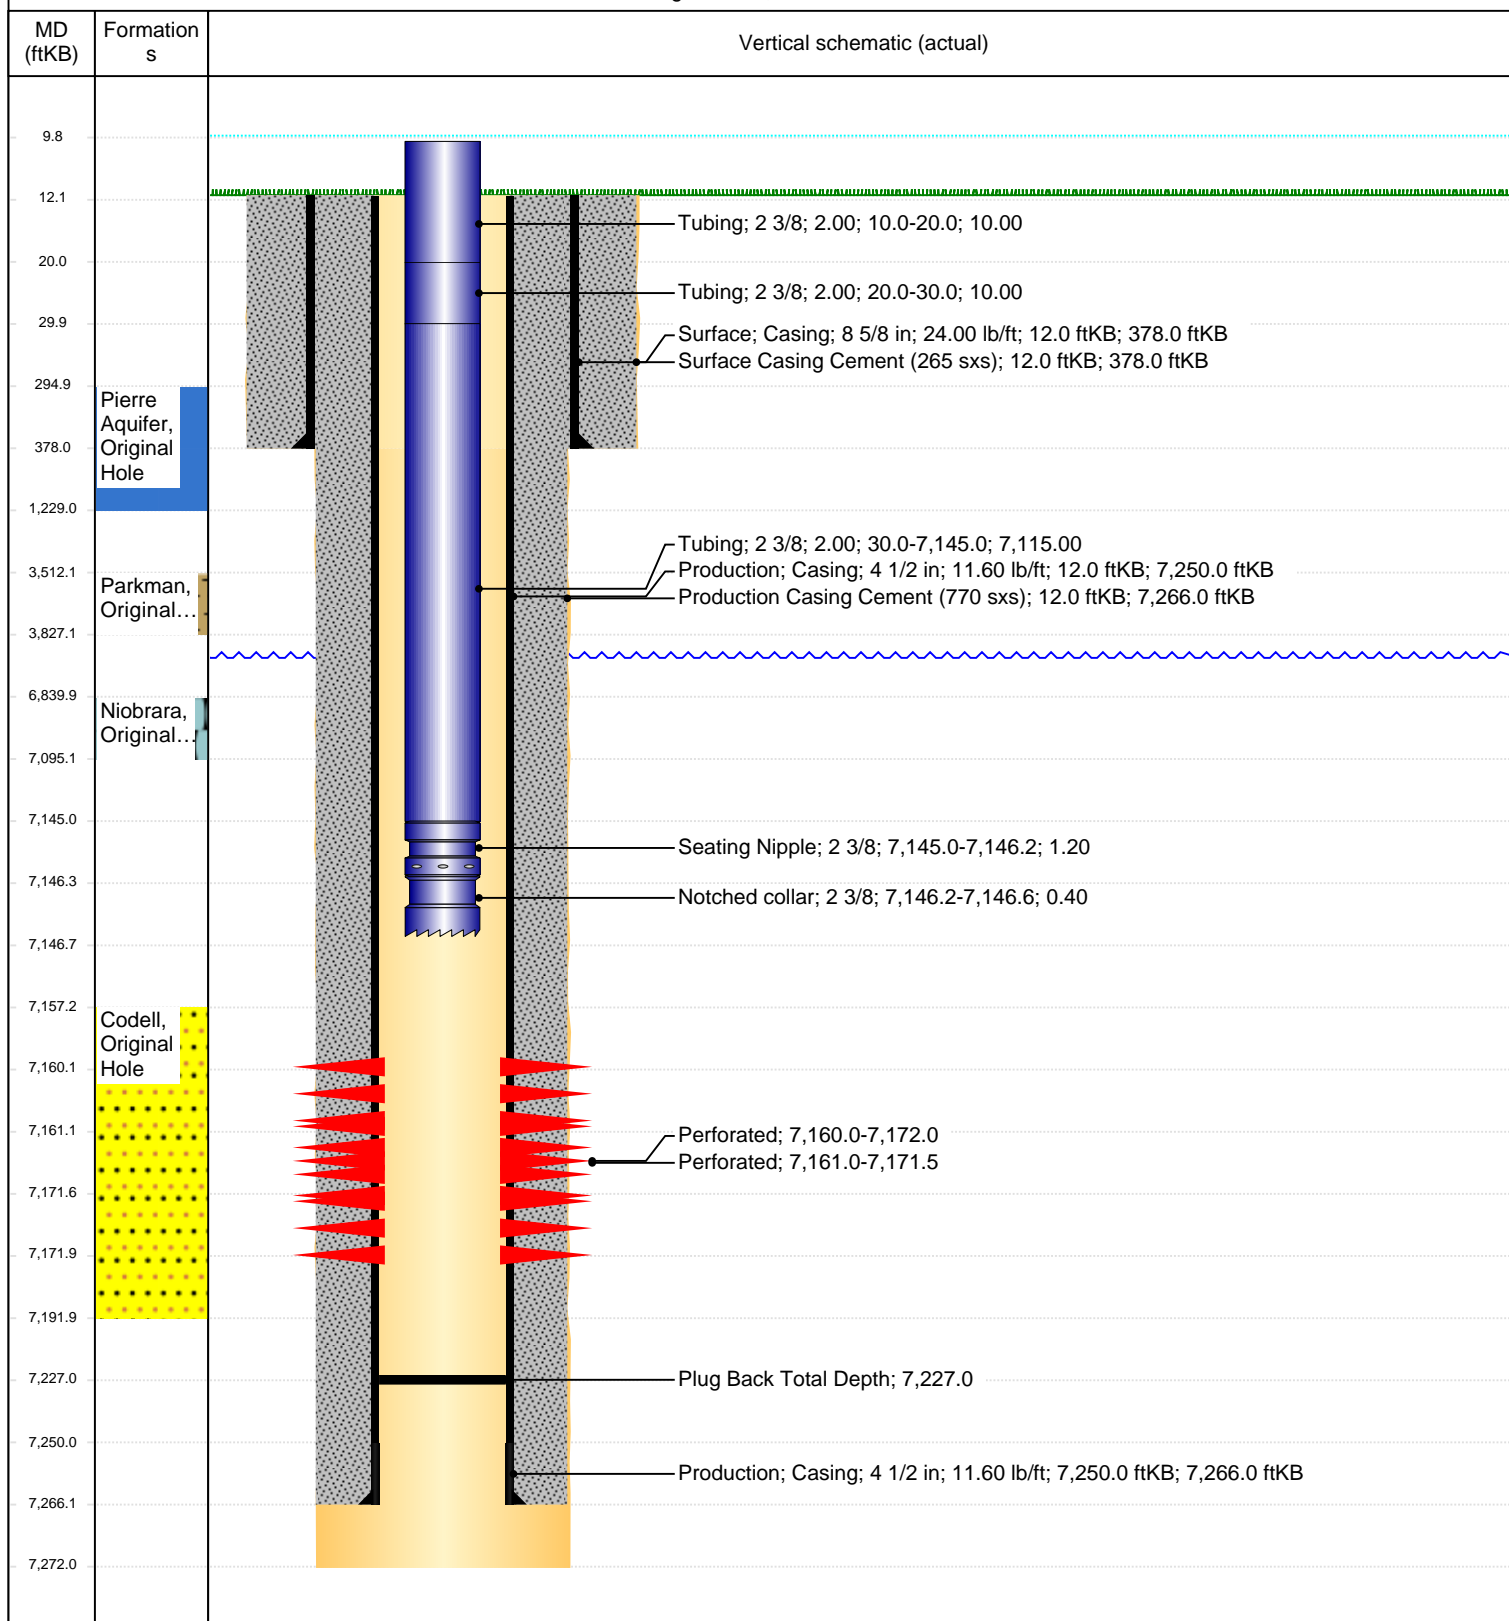 MD
(ftKB)
Formation
s
Vertical schematic (actual)
9.8
12.1
Tubing; 2 3/8; 2.00; 10.0-20.0; 10.00
20.0
Tubing; 2 3/8; 2.00; 20.0-30.0; 10.00
29.9
Surface; Casing; 8 5/8 in; 24.00 lb/ft; 12.0 ftKB; 378.0 ftKB
Surface Casing Cement (265 sxs); 12.0 ftKB; 378.0 ftKB
294.9
Pierre
Aquifer,
Original
Hole
378.0
1,229.0
Tubing; 2 3/8; 2.00; 30.0-7,145.0; 7,115.00
Production; Casing; 4 1/2 in; 11.60 lb/ft; 12.0 ftKB; 7,250.0 ftKB
Production Casing Cement (770 sxs); 12.0 ftKB; 7,266.0 ftKB
3,512.1
Parkman,
Original…
3,827.1
6,839.9
Niobrara,
Original…
7,095.1
7,145.0
Seating Nipple; 2 3/8; 7,145.0-7,146.2; 1.20
7,146.3
Notched collar; 2 3/8; 7,146.2-7,146.6; 0.40
7,146.7
7,157.2
Codell,
Original
Hole
7,160.1
7,161.1
Perforated; 7,160.0-7,172.0
Perforated; 7,161.0-7,171.5
7,171.6
7,171.9
7,191.9
7,227.0
Plug Back Total Depth; 7,227.0
7,250.0
Production; Casing; 4 1/2 in; 11.60 lb/ft; 7,250.0 ftKB; 7,266.0 ftKB
7,266.1
7,272.0